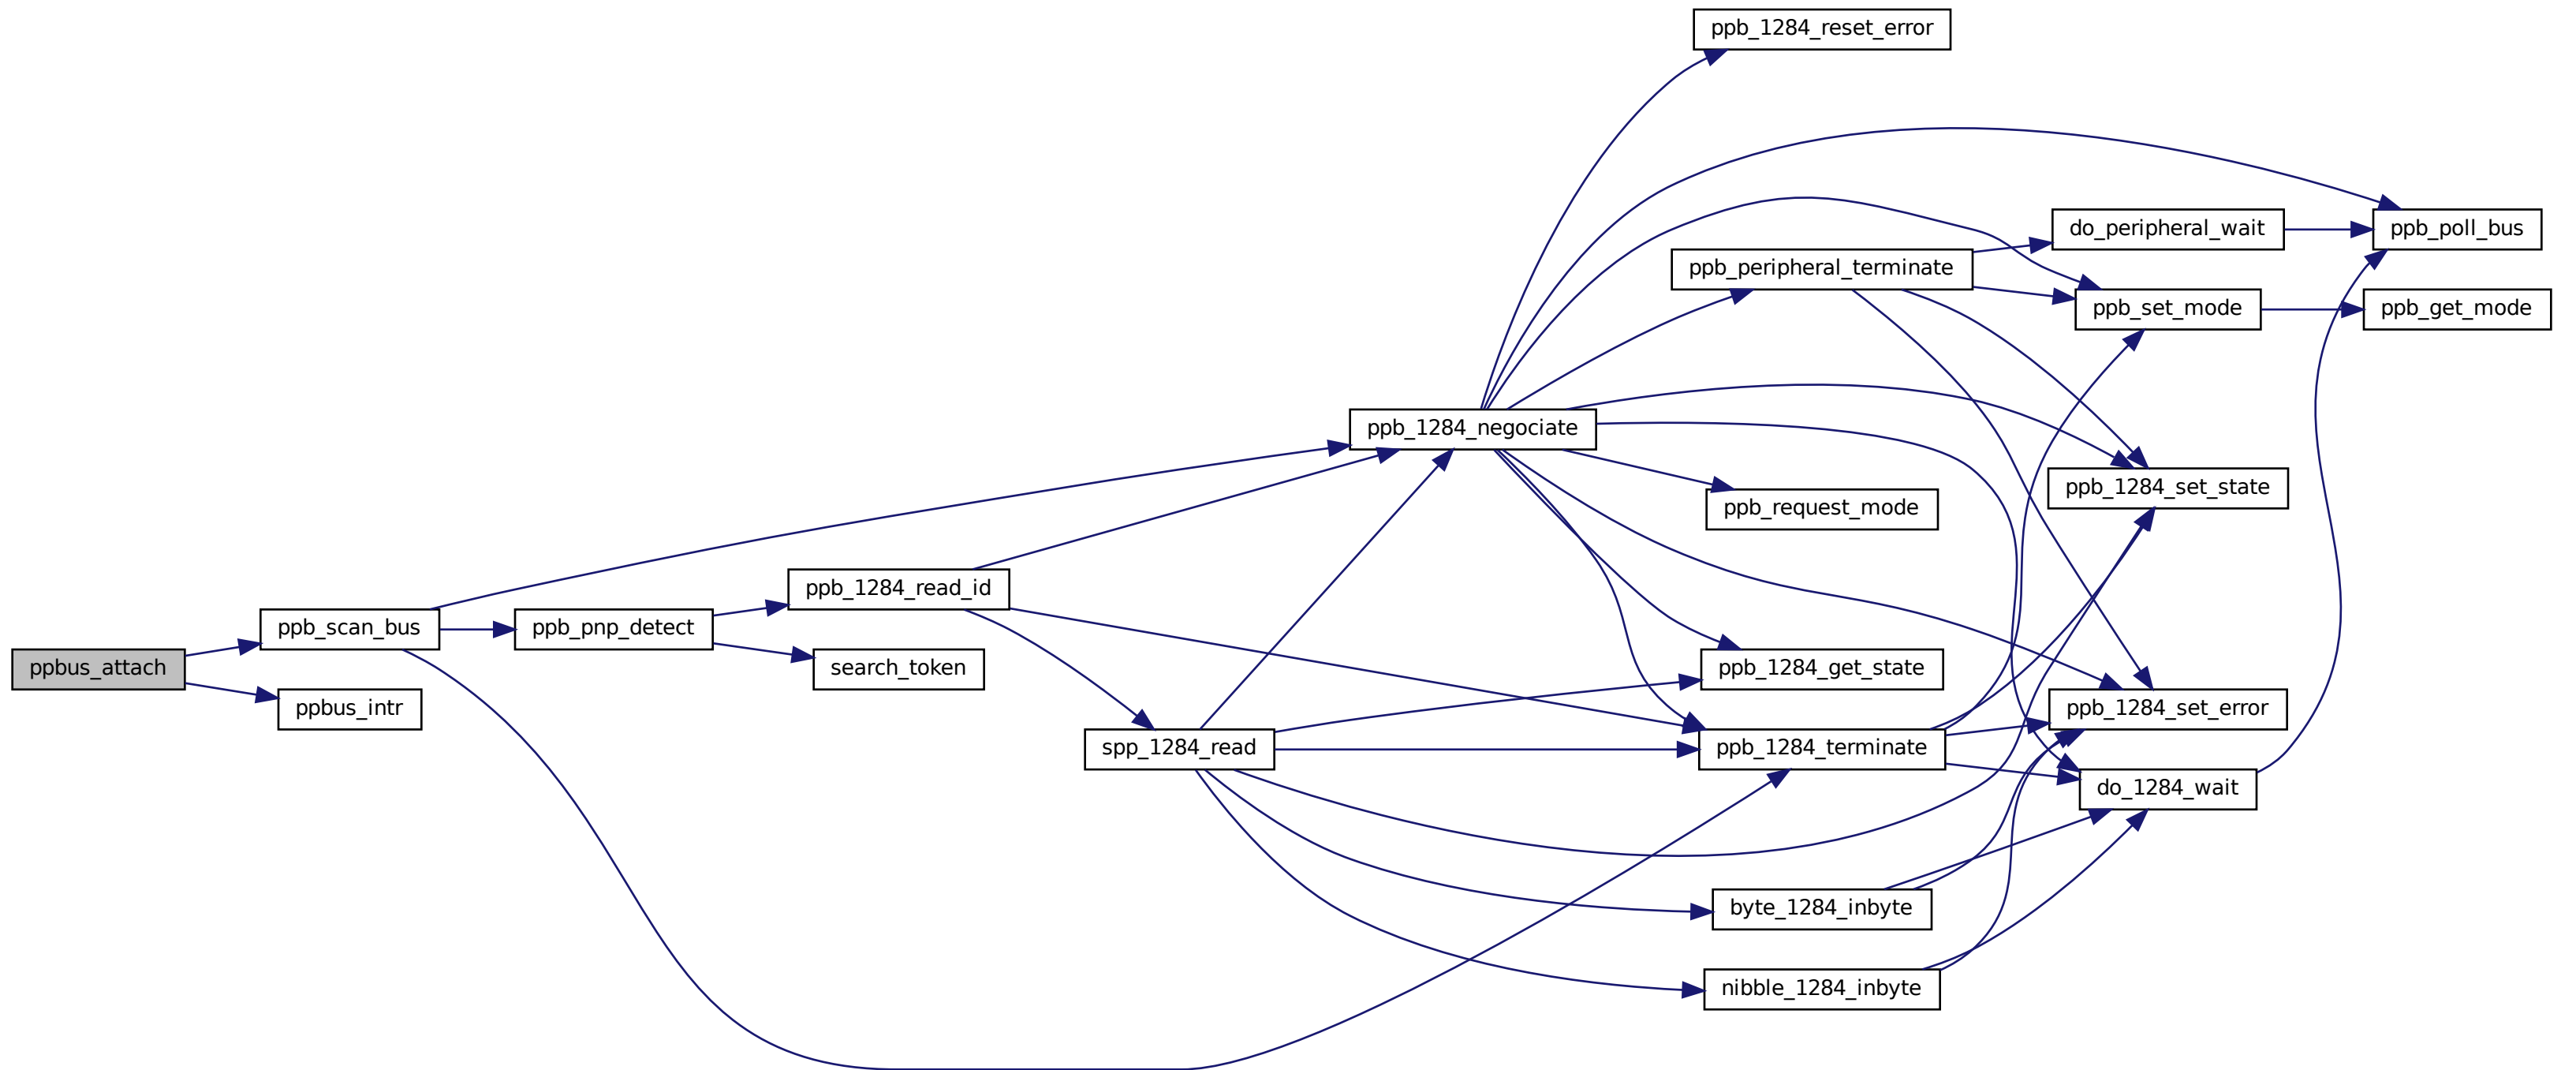 ppb_1284_reset_error
do_peripheral_wait
ppb_poll_bus
ppb_peripheral_terminate
ppb_set_mode
ppb_get_mode
ppb_1284_negociate
ppb_1284_set_state
ppb_request_mode
ppb_1284_read_id
ppb_scan_bus
ppb_pnp_detect
ppbus_attach
search_token
ppb_1284_get_state
ppbus_intr
ppb_1284_set_error
spp_1284_read
ppb_1284_terminate
do_1284_wait
byte_1284_inbyte
nibble_1284_inbyte